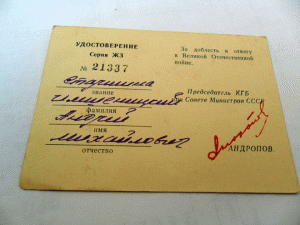 УДОСТОВЕРЕНИЕ
Серия ЖЗ
№ 21337
старшина
звание
фамилия
Андрей
имя
Михайлович
отчество
За доблесть и отвагу
в Великой Отечественной
войне.
Председатель КГБ
при Совете Министров СССР
АНДРОПОВ.